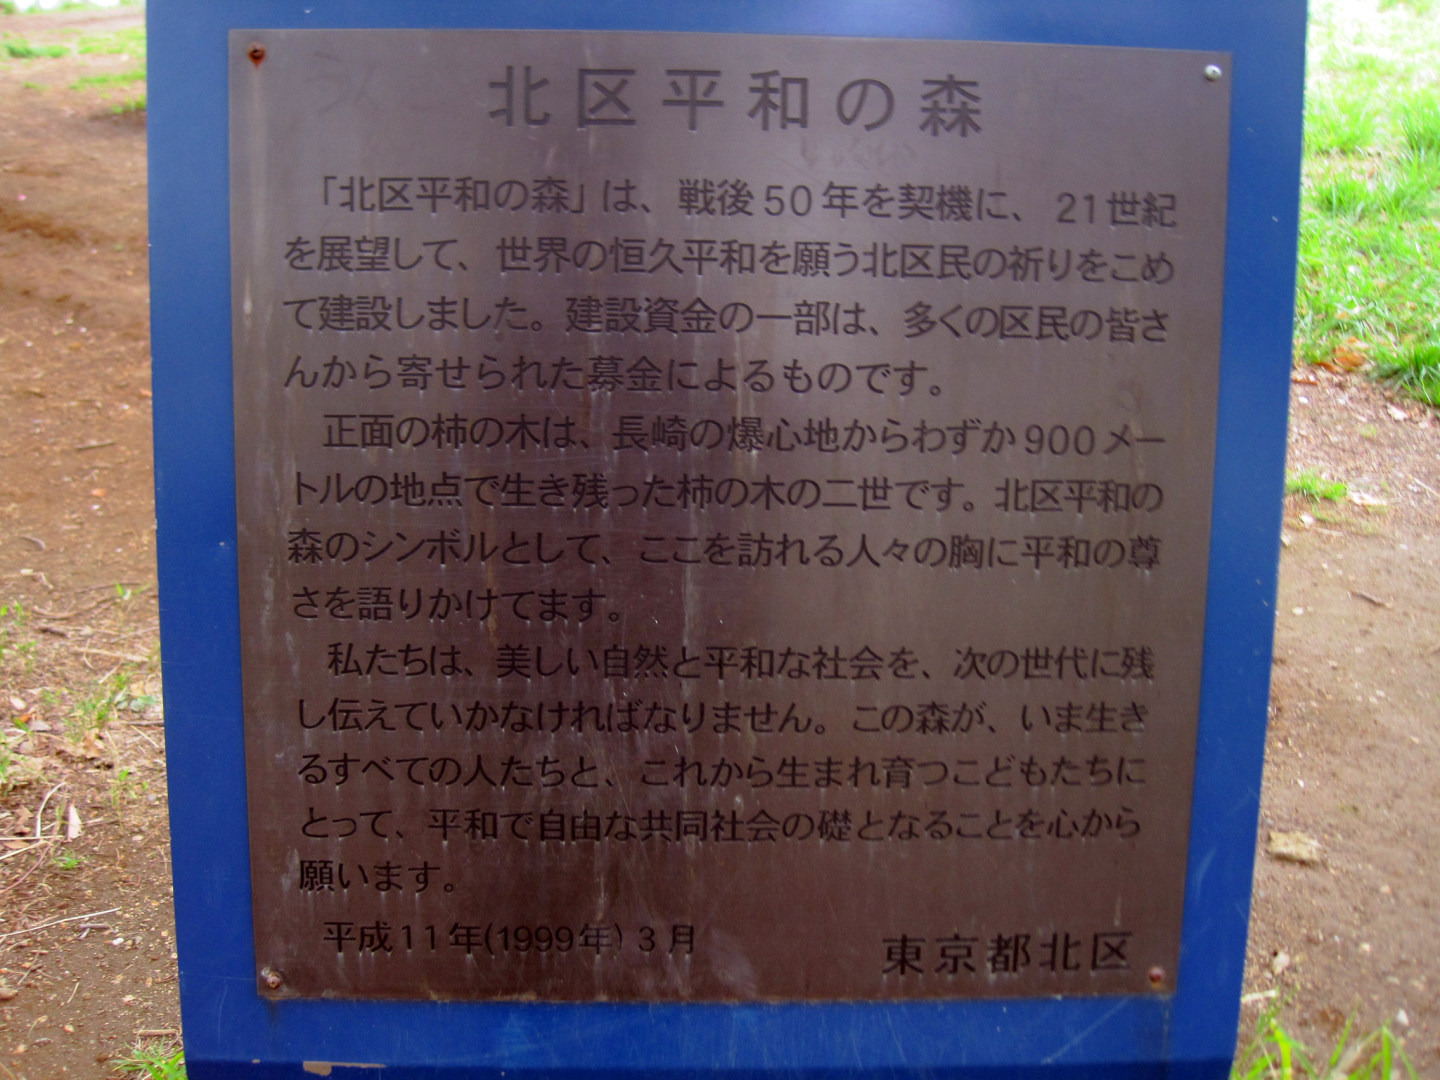 北区平和の森
「北区平和の森」は、戦後50年を契機に、21世紀
を展望して、世界の恒久平和を願う北区民の祈りをこめ
て建設しました。建設資金の一部は、多くの区民の皆さ
んから寄せられた募金によるものです。
正面の柿の木は、長崎の爆心地からわずか900メー
トルの地点で生き残った柿の木の二世です。北区平和の
森のシンボルとして、ここを訪れる人々の胸に平和の尊
さを語りかけてます。
私たちは、美しい自然と平和な社会を、次の世代に残
し伝えていかなければなりません。この森が、いま生き
るすべての人たちと、これから生まれ育つこどもたちに
とって、平和で自由な共同社会の礎となることを心から
願います。
平成11年(1999年)3月
東京都北区